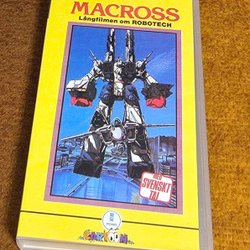 MACROSS
Långfilmen om ROBOTECH
MED
SVENSKT
TAL